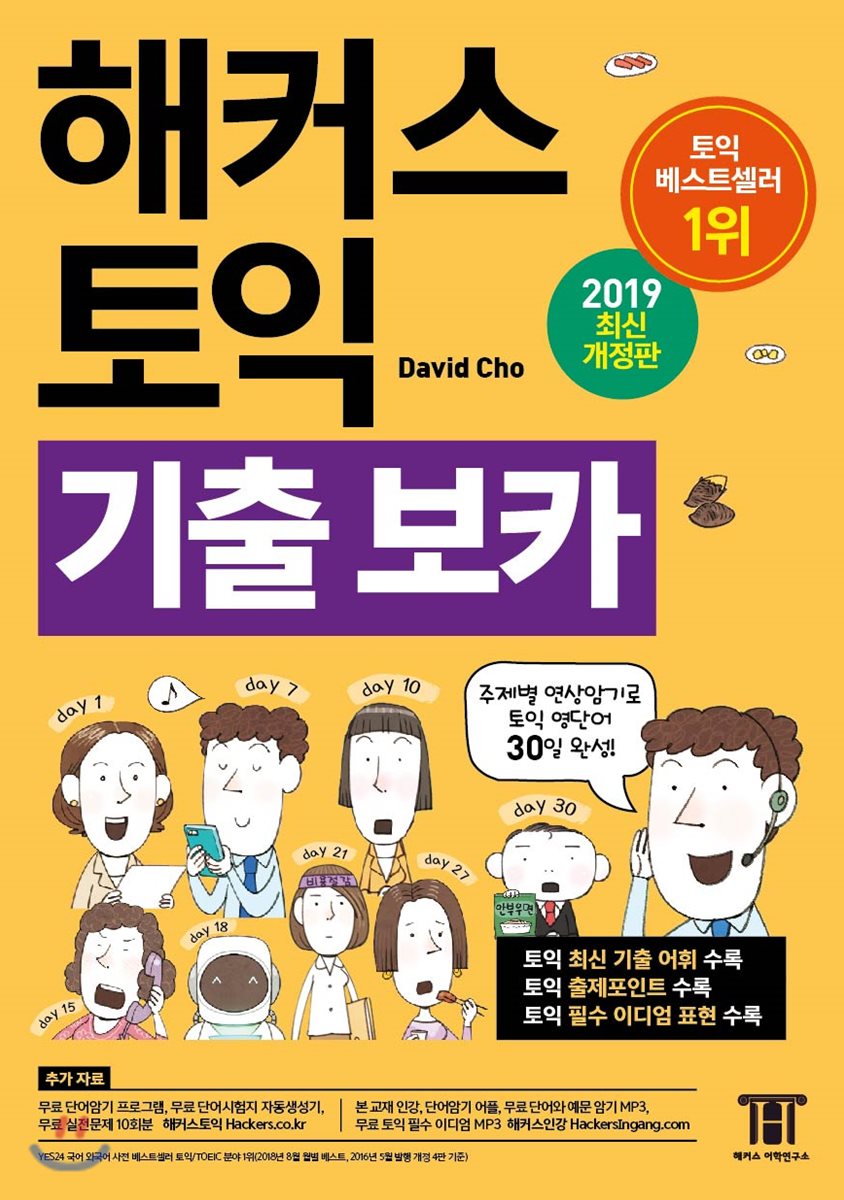 해커스
토익
David Cho
기출 보카
토익
베스트셀러
1위
2019
최신
개정판
day 1
day 7
day 10
주제별 연상암기로
토익 영단어
30일 완성!
day 30
day 21
비용절감
day 27
안부우면
day 18
day 15
토익 최신 기출 어휘 수록
토익 출제포인트 수록
토익 필수 이디엄 표현 수록
추가 자료
무료 단어암기 프로그램, 무료 단어시험지 자동생성기,
무료 실전문제 10회분 해커스토익 Hackers.co.kr
본 교재 인강, 단어암기 어플, 무료 단어와 예문 암기 MP3,
무료 토익 필수 이디엄 MP3 해커스인강 HackersIngang.com
YES24 국어 외국어 사전 베스트셀러 토익/TOEIC 분야 1위(2018년 8월 월별 베스트, 2016년 5월 발행 개정 4판 기준)
해커스 어학연구소